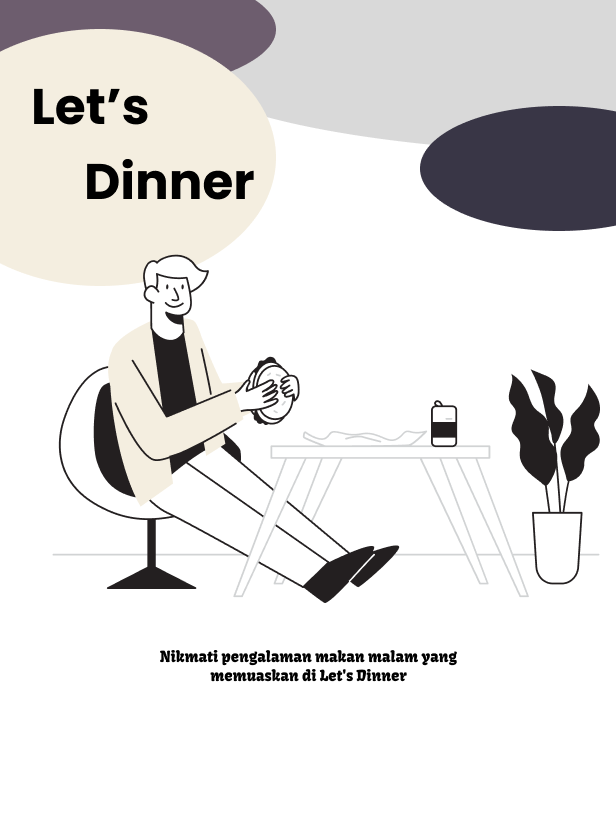 Let’s
Dinner
Nikmati pengalaman makan malam yang
memuaskan di Let's Dinner